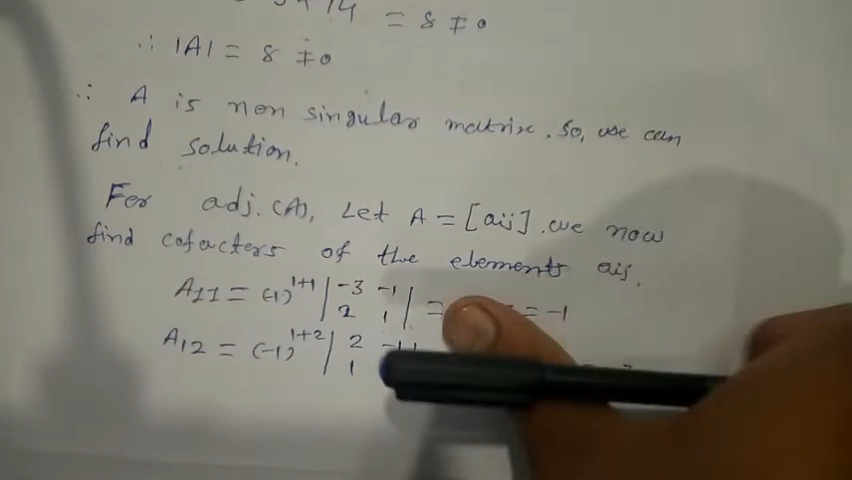 = 8 ≠ 0
∴ |A| = 8 ≠ 0
∴ A is non singular matrix. So, we can
find solution.
For adj.(A), Let A = [aij]. we now
find cofacters of the elements aij.
A11 = (-1)^1+1 | -3 -1 | = = -1
2 1
A12 = (-1)^1+2 | 2 -1 |
1